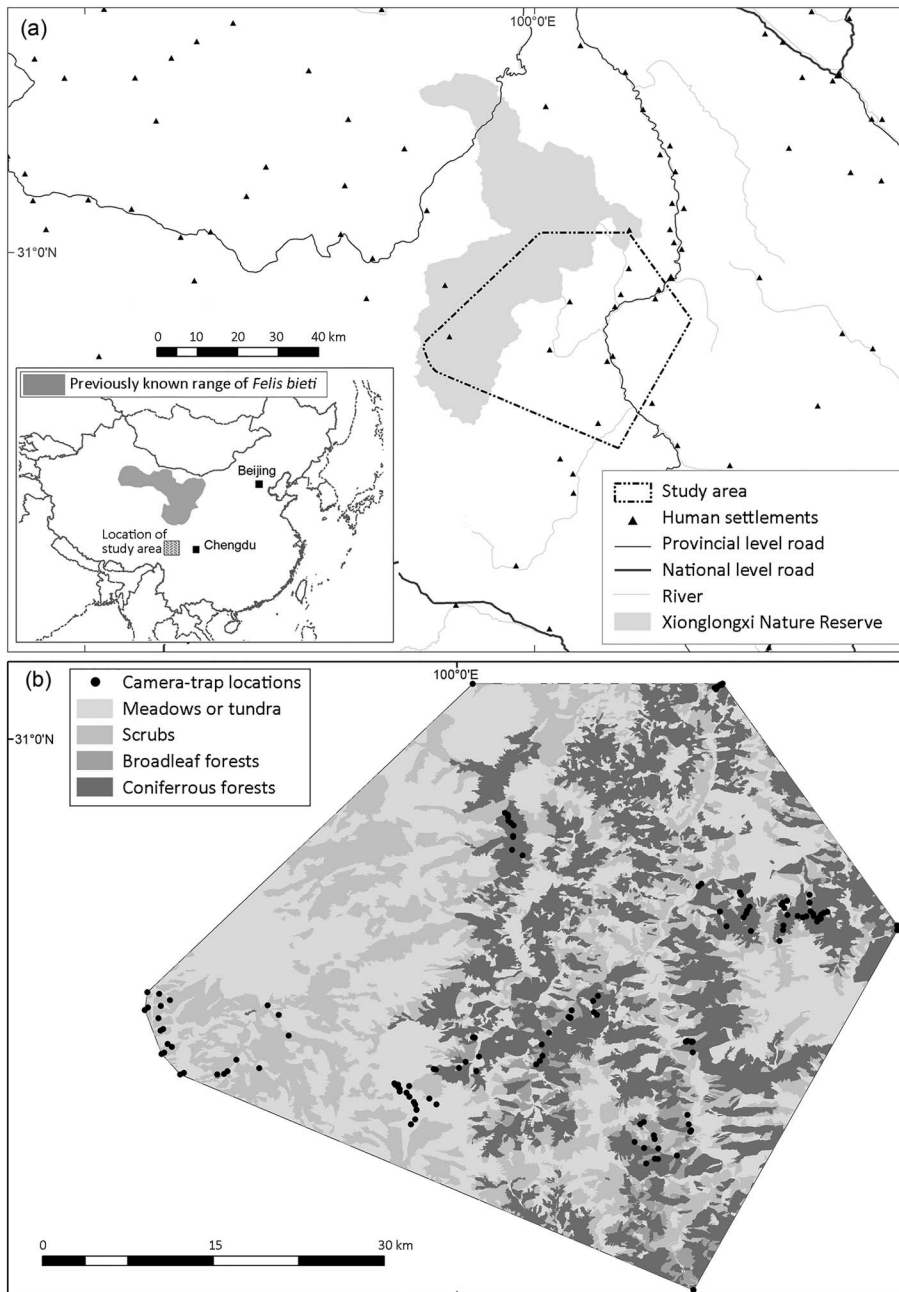 (a)
100°0'E
31°0'N
0 10 20 30 40 km
Previously known range of Felis bieti
Beijing
Location of
study area
Chengdu
Study area
Human settlements
Provincial level road
National level road
River
Xionglongxi Nature Reserve
(b)
100°0'E
Camera-trap locations
Meadows or tundra
Scrubs
Broadleaf forests
Coniferrous forests
31°0'N
0 15 30 km